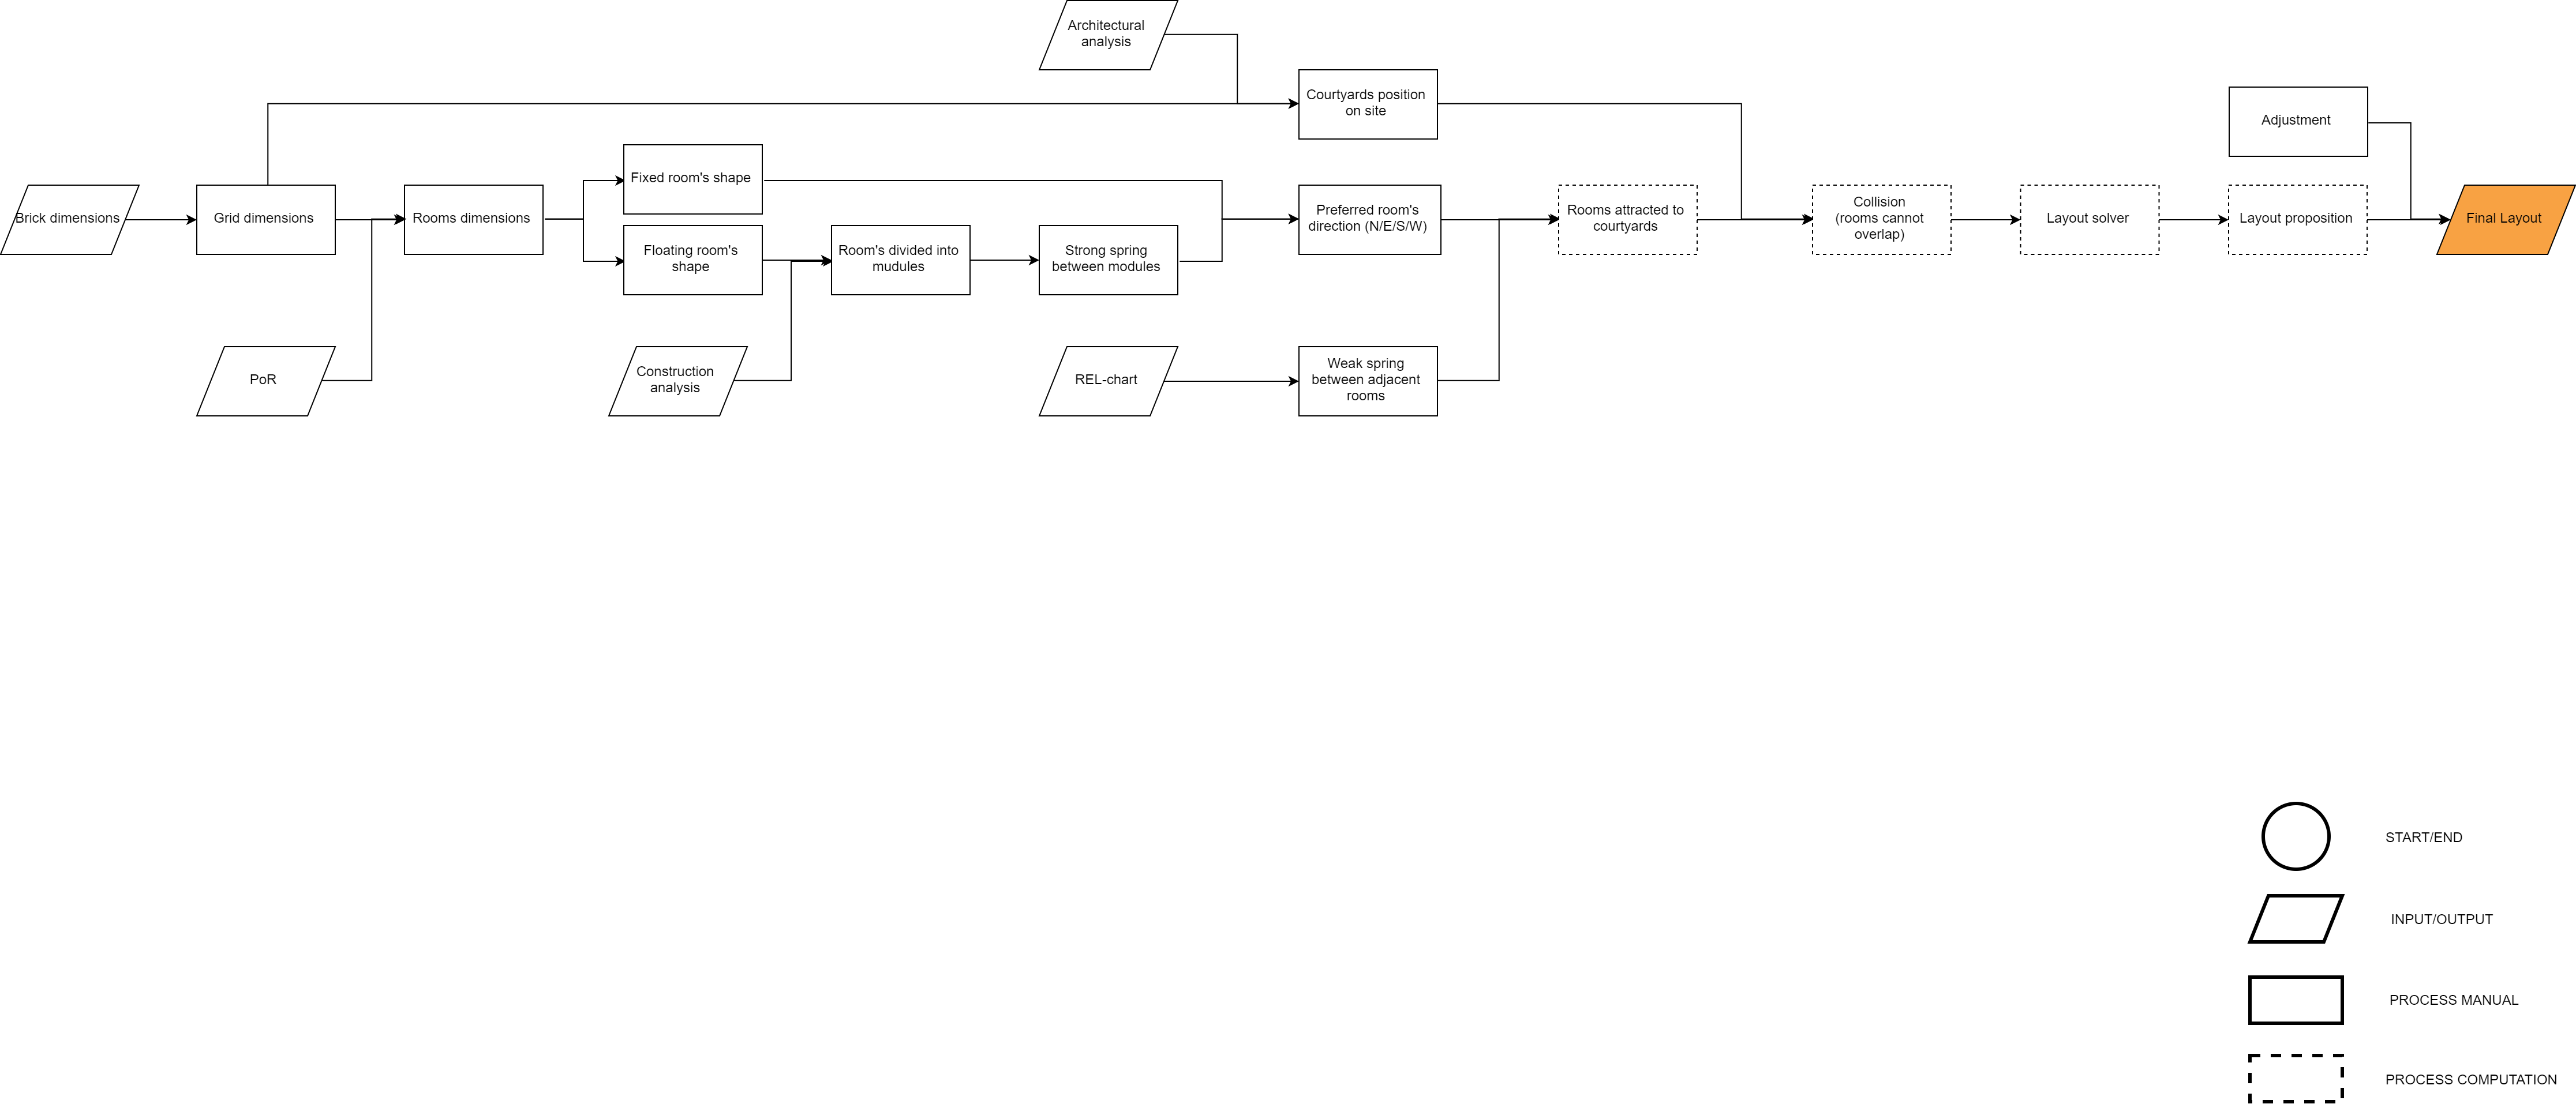 Architectural
analysis
Courtyards position
on site
Adjustment
Fixed room's shape
Brick dimensions
Grid dimensions
Rooms dimensions
Preferred room's
direction (N/E/S/W)
Rooms attracted to
courtyards
Collision
(rooms cannot
overlap)
Layout solver
Layout proposition
Final Layout
Floating room's
shape
Room's divided into
mudules
Strong spring
between modules
PoR
Construction
analysis
REL-chart
Weak spring
between adjacent
rooms
START/END
INPUT/OUTPUT
PROCESS MANUAL
PROCESS COMPUTATION